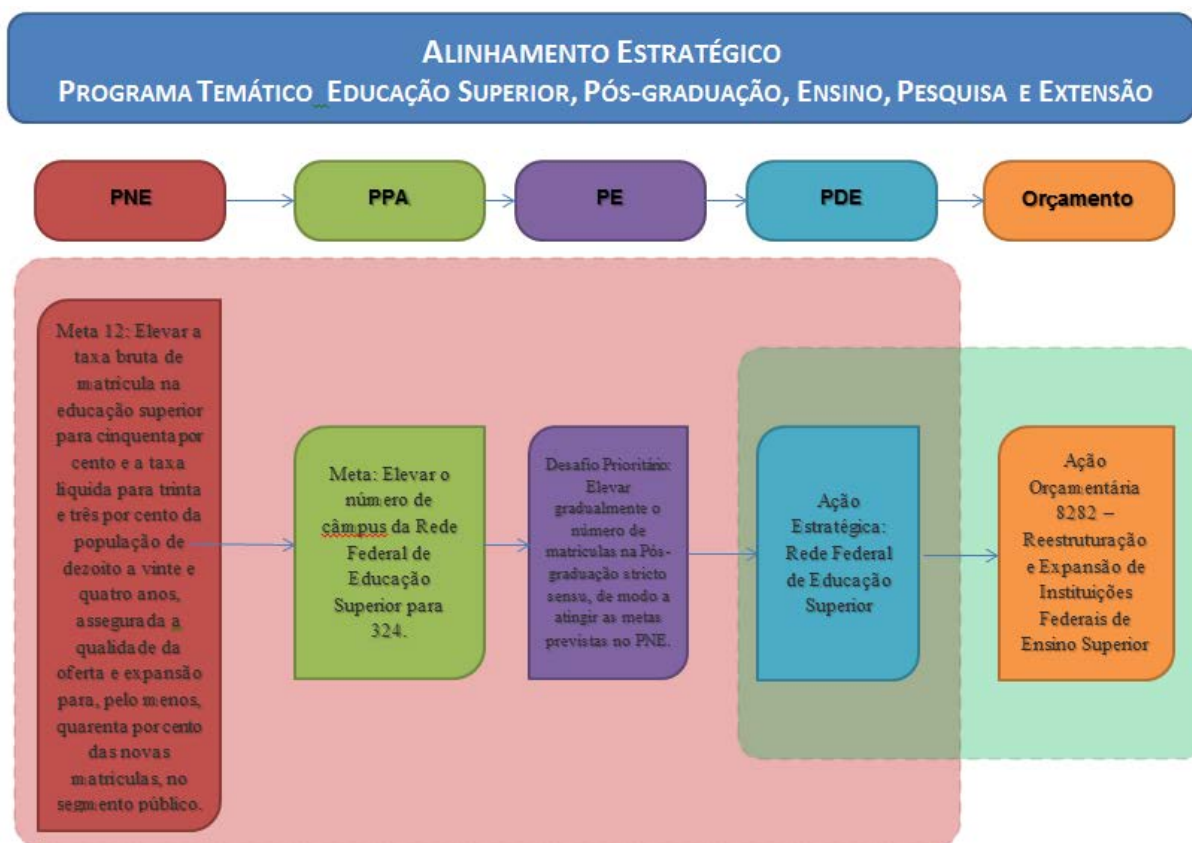 ALINHAMENTO ESTRATÉGICO
PROGRAMA TEMÁTICO EDUCAÇÃO SUPERIOR, PÓS-GRADUAÇÃO, ENSINO, PESQUISA E EXTENSÃO
PNE
PPA
PE
PDE
Orçamento
Meta 12: Elevar a
taxa bruta de
matrícula na
educação superior
para cinquenta por
cento e a taxa
líquida para trinta
e três por cento da
população de
dezoito a vinte e
quatro anos,
assegurada a
qualidade da
oferta e expansão
para, pelo menos,
quarenta por cento
das novas
matrículas, no
segmento público.
Meta: Elevar o
número de
câmpus da Rede
Federal de
Educação
Superior para
324.
Desafio Prioritário:
Elevar
gradualmente o
número de
matrículas na Pós-
graduação stricto
sensu, de modo a
atingir as metas
previstas no PNE.
Ação
Estratégica:
Rede Federal
de Educação
Superior
Ação
Orçamentária
8282 –
Reestruturação
e Expansão de
Instituições
Federais de
Ensino Superior